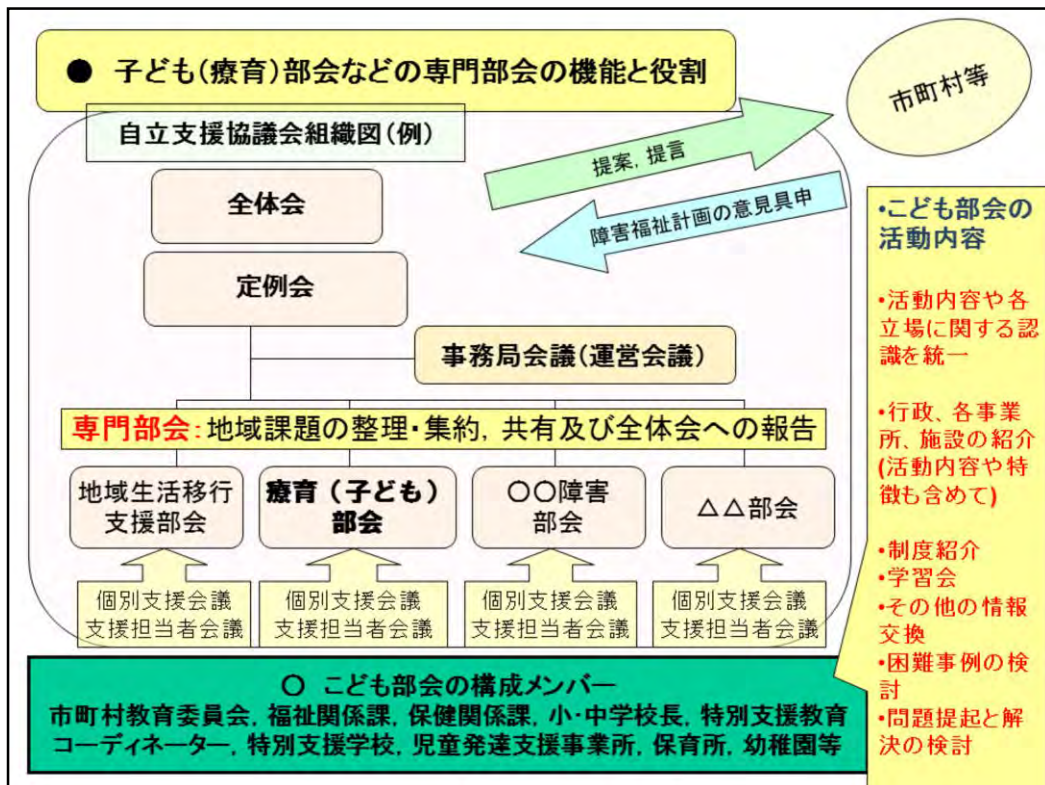 ● 子ども(療育)部会などの専門部会の機能と役割
市町村等
自立支援協議会組織図(例)
提案, 提言
障害福祉計画の意見具申
全体会
定例会
事務局会議(運営会議)
専門部会:地域課題の整理・集約, 共有及び全体会への報告
地域生活移行
支援部会
療育(子ども)
部会
〇〇障害
部会
△△部会
個別支援会議
支援担当者会議
個別支援会議
支援担当者会議
個別支援会議
支援担当者会議
個別支援会議
支援担当者会議
〇 こども部会の構成メンバー
市町村教育委員会, 福祉関係課, 保健関係課, 小・中学校長, 特別支援教育
コーディネーター, 特別支援学校, 児童発達支援事業所, 保育所, 幼稚園等
・こども部会の
活動内容
・活動内容や各
立場に関する認
識を統一
・行政、各事業
所、施設の紹介
(活動内容や特
徴も含めて)
・制度紹介
・学習会
・その他の情報
交換
・困難事例の検
討
・問題提起と解
決の検討